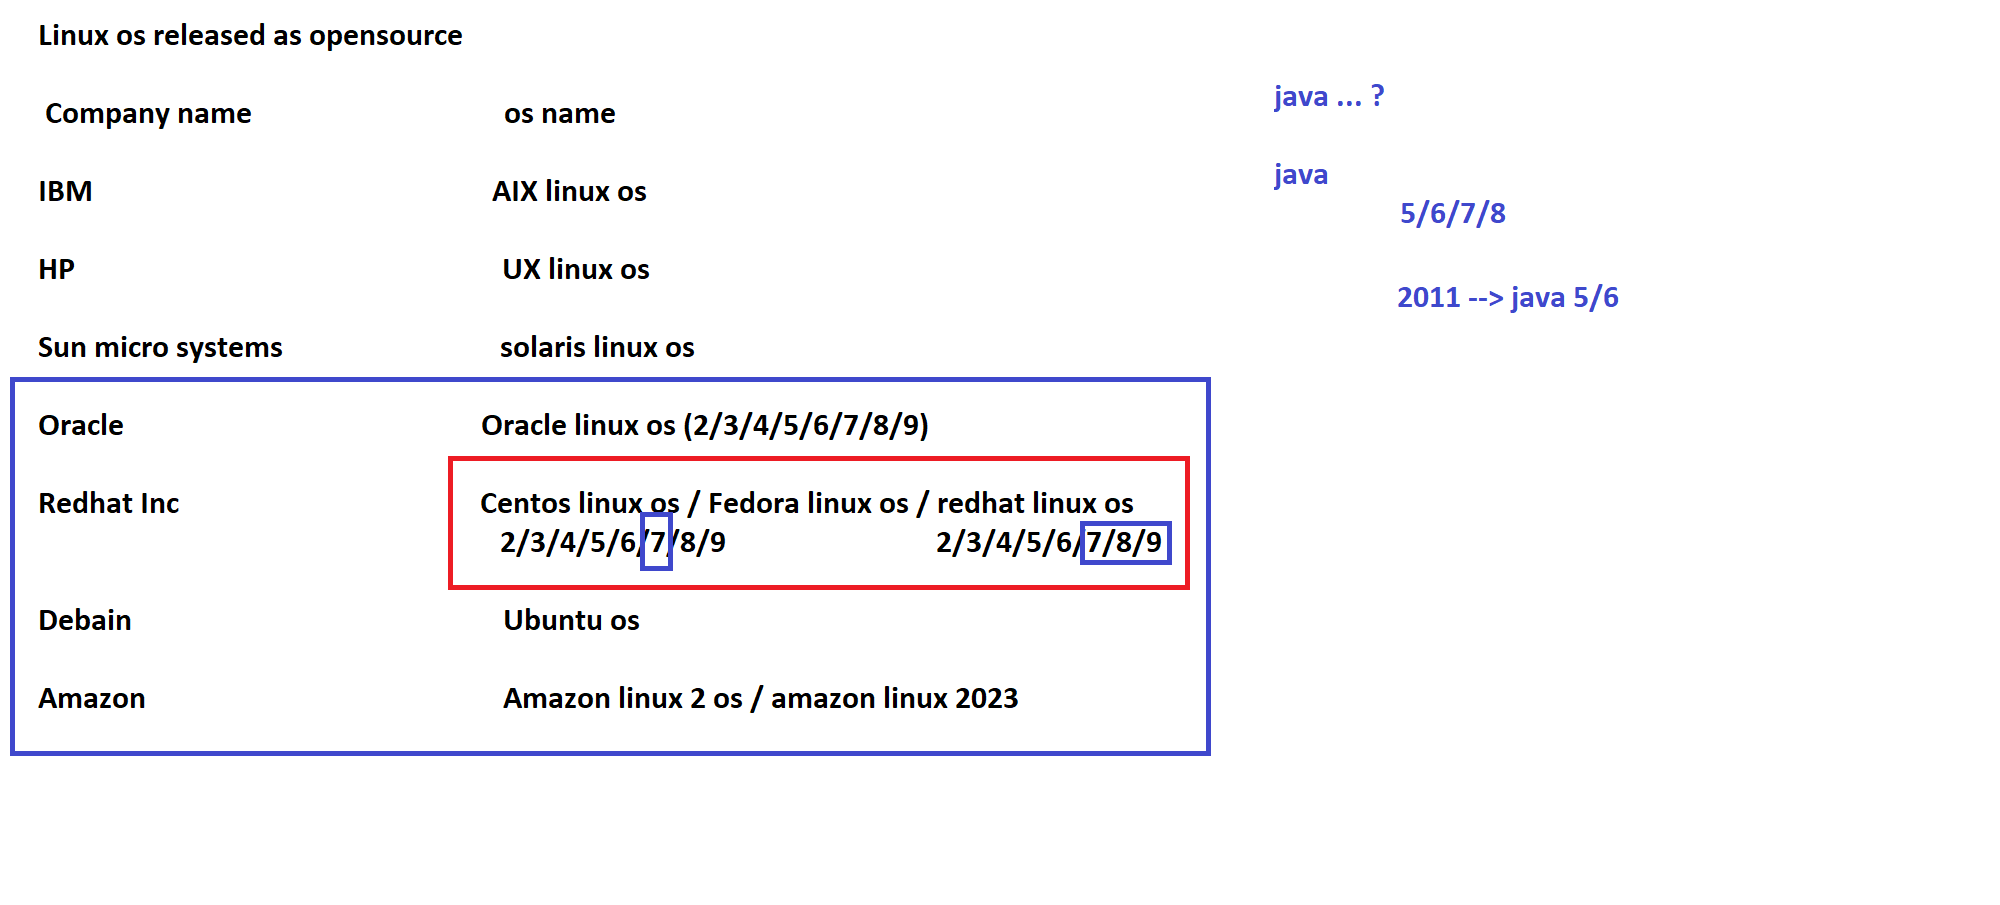 Linux os released as opensource
java ... ?
Company name os name
java
IBM AIX linux os
5/6/7/8
HP UX linux os
2011 --> java 5/6
Sun micro systems solaris linux os
Oracle Oracle linux os (2/3/4/5/6/7/8/9)
Redhat Inc Centos linux os / Fedora linux os / redhat linux os
2/3/4/5/6/7/8/9 2/3/4/5/6/7/8/9
Debain Ubuntu os
Amazon Amazon linux 2 os / amazon linux 2023